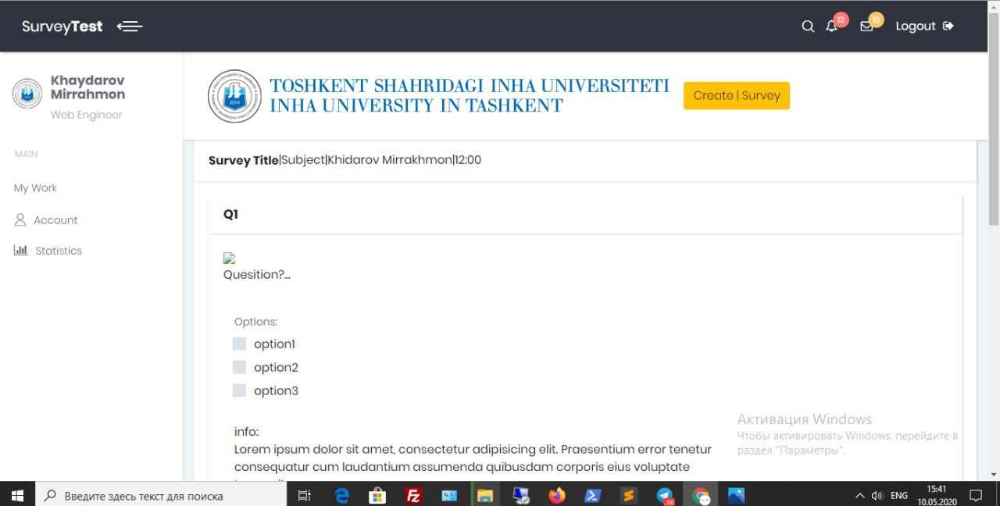 SurveyTest
12
10
Logout
Khaydarov
Mirrahmon
Web Engineer
MAIN
My Work
Account
Statistics
2014
TOSHKENT SHAHRIDAGI INHA UNIVERSITETI
INHA UNIVERSITY IN TASHKENT
Create | Survey
Survey Title|Subject|Khidarov Mirrakhmon|12:00
Q1
Quesition?...
Options:
option1
option2
option3
info:
Lorem ipsum dolor sit amet, consectetur adipisicing elit. Praesentium error tenetur
consequatur cum laudantium assumenda quibusdam corporis eius voluptate
Активация Windows
Чтобы активировать Windows, перейдите в
раздел "Параметры".
Введите здесь текст для поиска
96
ENG
15:41
10.05.2020